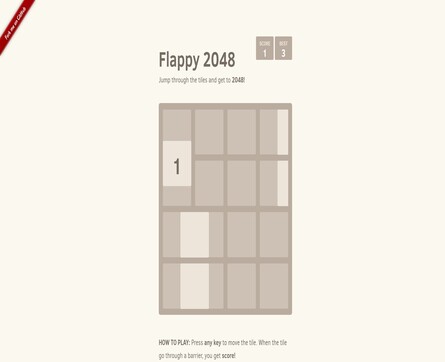 Fork me on GitHub
SCORE
1
BEST
3
Flappy 2048
Jump through the tiles and get to 2048!
1
HOW TO PLAY: Press any key to move the tile. When the tile
go through a barrier, you get score!